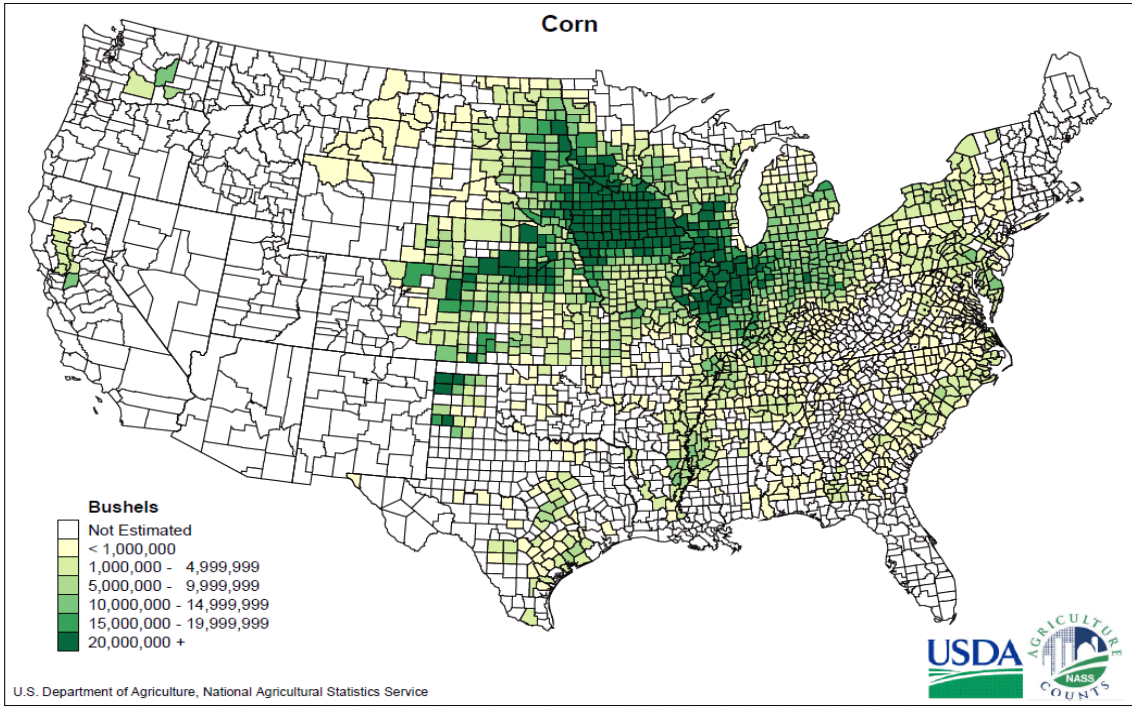 Corn
Bushels
Not Estimated
< 1,000,000
1,000,000 - 4,999,999
5,000,000 - 9,999,999
10,000,000 - 14,999,999
15,000,000 - 19,999,999
20,000,000 +
USDA
AGRICULTURE
NASS
COUNTS
U.S. Department of Agriculture, National Agricultural Statistics Service